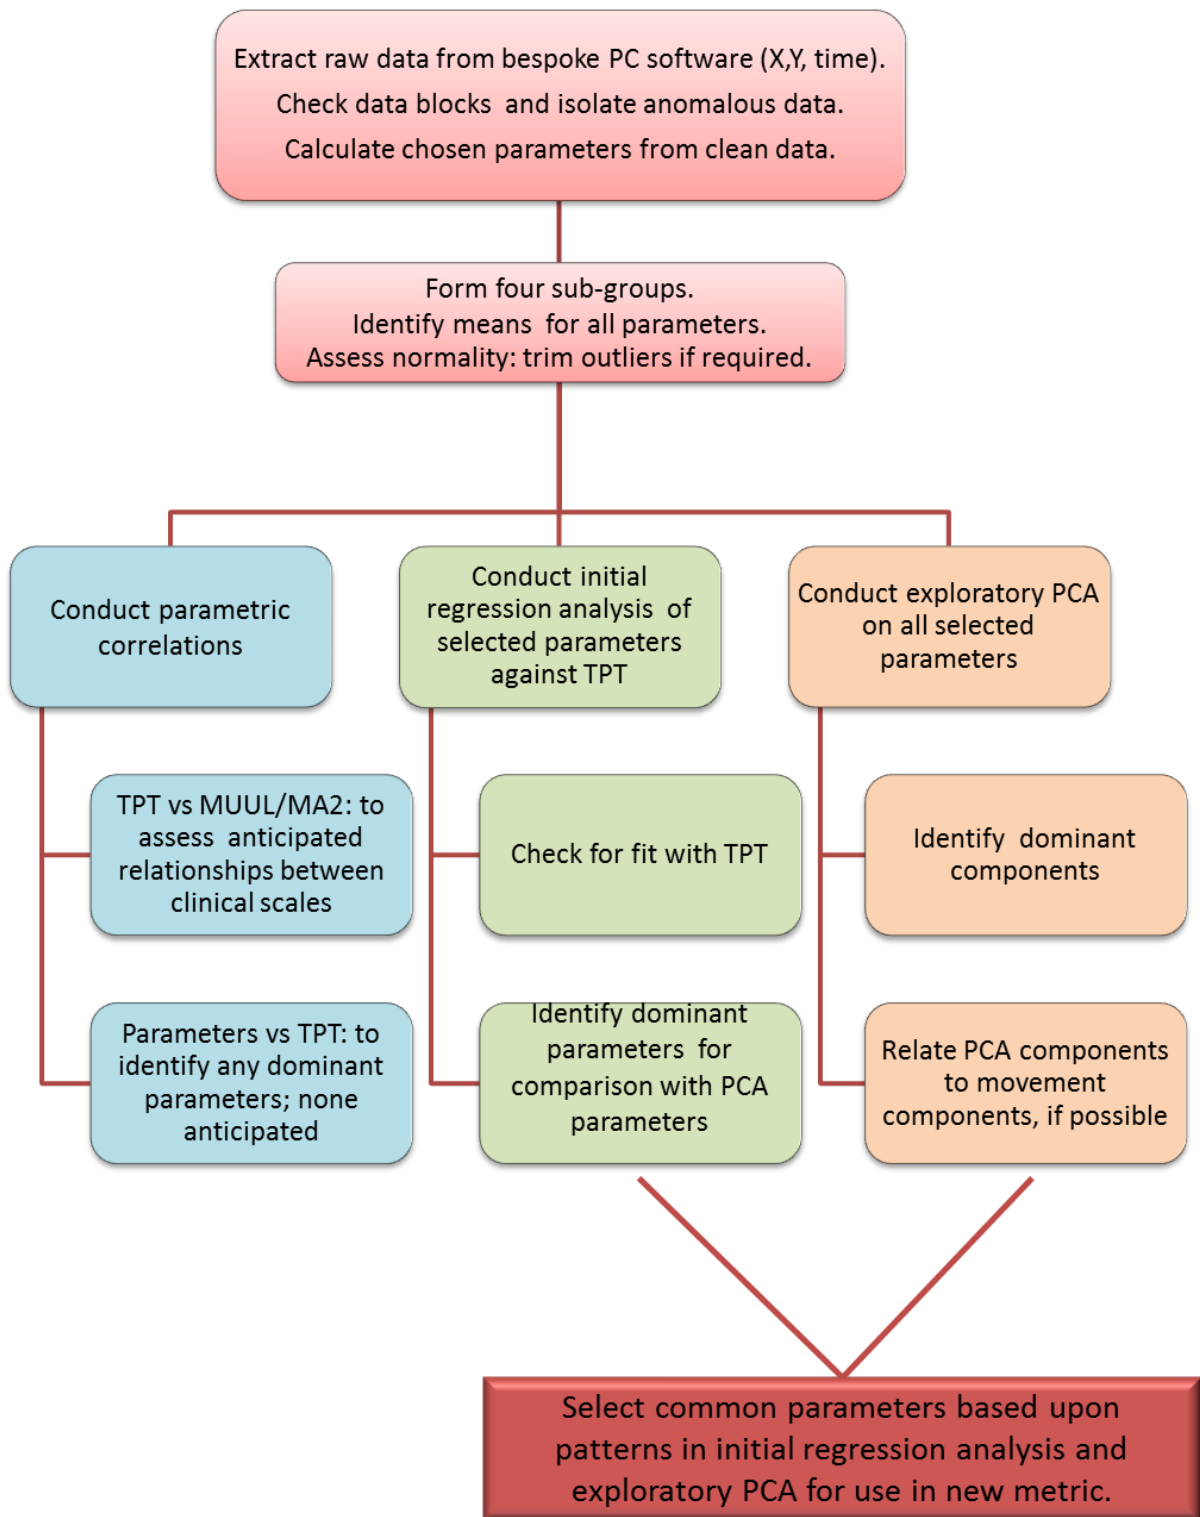 Extract raw data from bespoke PC software (X,Y, time).
Check data blocks and isolate anomalous data.
Calculate chosen parameters from clean data.
Form four sub-groups.
Identify means for all parameters.
Assess normality: trim outliers if required.
Conduct parametric
correlations
Conduct initial
regression analysis of
selected parameters
against TPT
Conduct exploratory PCA
on all selected
parameters
TPT vs MUUL/MA2: to
assess anticipated
relationships between
clinical scales
Check for fit with TPT
Identify dominant
components
Parameters vs TPT: to
identify any dominant
parameters; none
anticipated
Identify dominant
parameters for
comparison with PCA
parameters
Relate PCA components
to movement
components, if possible
Select common parameters based upon
patterns in initial regression analysis and
exploratory PCA for use in new metric.